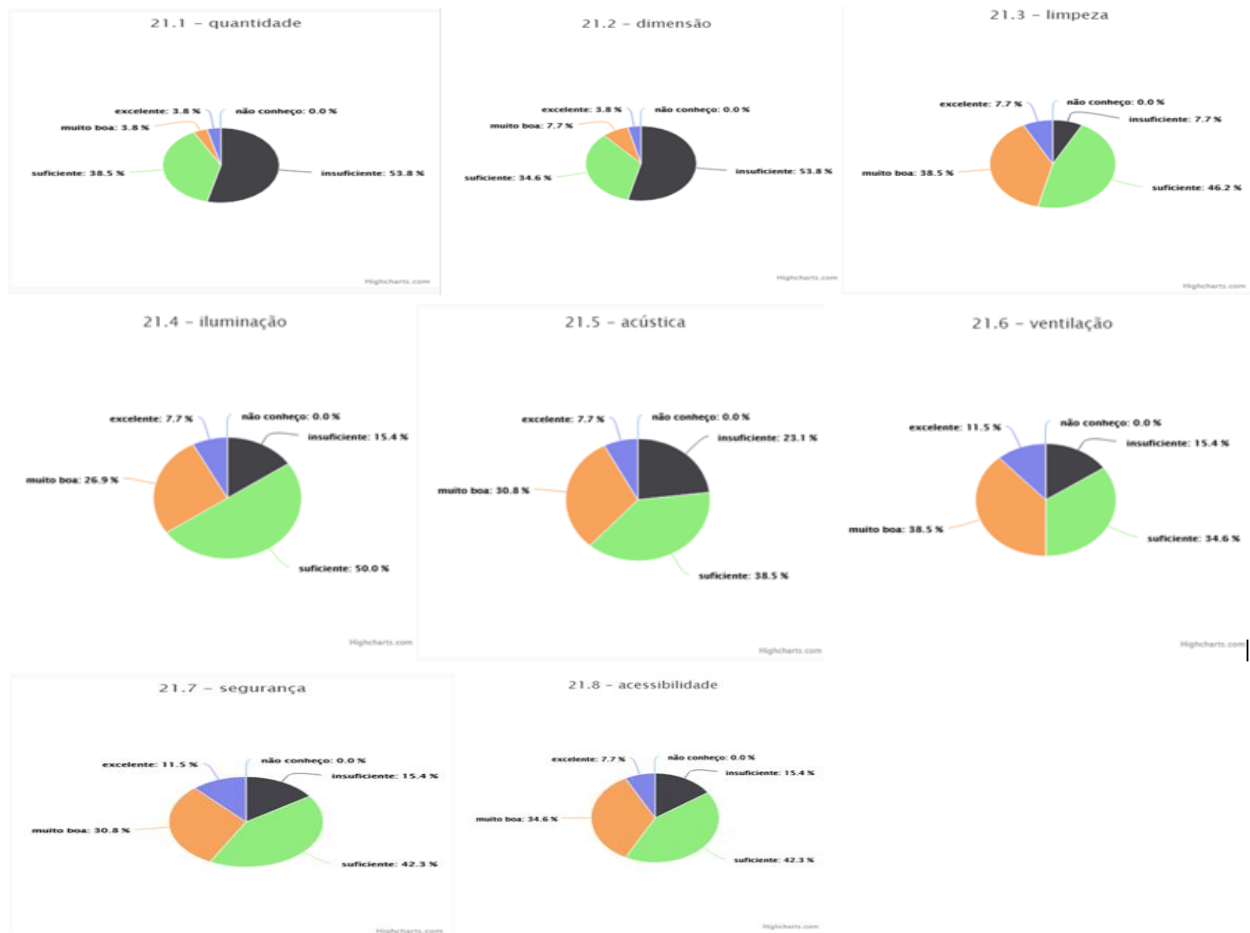 21.1 – quantidade
excelente: 3.8 %
não conheço: 0.0 %
muito boa: 3.8 %
suficiente: 38.5 %
insuficiente: 53.8 %
Highcharts.com
21.2 – dimensão
excelente: 3.8 %
não conheço: 0.0 %
muito boa: 7.7 %
suficiente: 34.6 %
insuficiente: 53.8 %
Highcharts.com
21.3 – limpeza
excelente: 7.7 %
não conheço: 0.0 %
insuficiente: 7.7 %
muito boa: 38.5 %
suficiente: 46.2 %
Highcharts.com
21.4 – iluminação
excelente: 7.7 %
não conheço: 0.0 %
insuficiente: 15.4 %
muito boa: 26.9 %
suficiente: 50.0 %
Highcharts.com
21.5 – acústica
excelente: 7.7 %
não conheço: 0.0 %
insuficiente: 23.1 %
muito boa: 30.8 %
suficiente: 38.5 %
Highcharts.com
21.6 – ventilação
excelente: 11.5 %
não conheço: 0.0 %
insuficiente: 15.4 %
muito boa: 38.5 %
suficiente: 34.6 %
Highcharts.com
21.7 – segurança
excelente: 11.5 %
não conheço: 0.0 %
insuficiente: 15.4 %
muito boa: 30.8 %
suficiente: 42.3 %
Highcharts.com
21.8 – acessibilidade
excelente: 7.7 %
não conheço: 0.0 %
insuficiente: 15.4 %
muito boa: 34.6 %
suficiente: 42.3 %
Highcharts.com